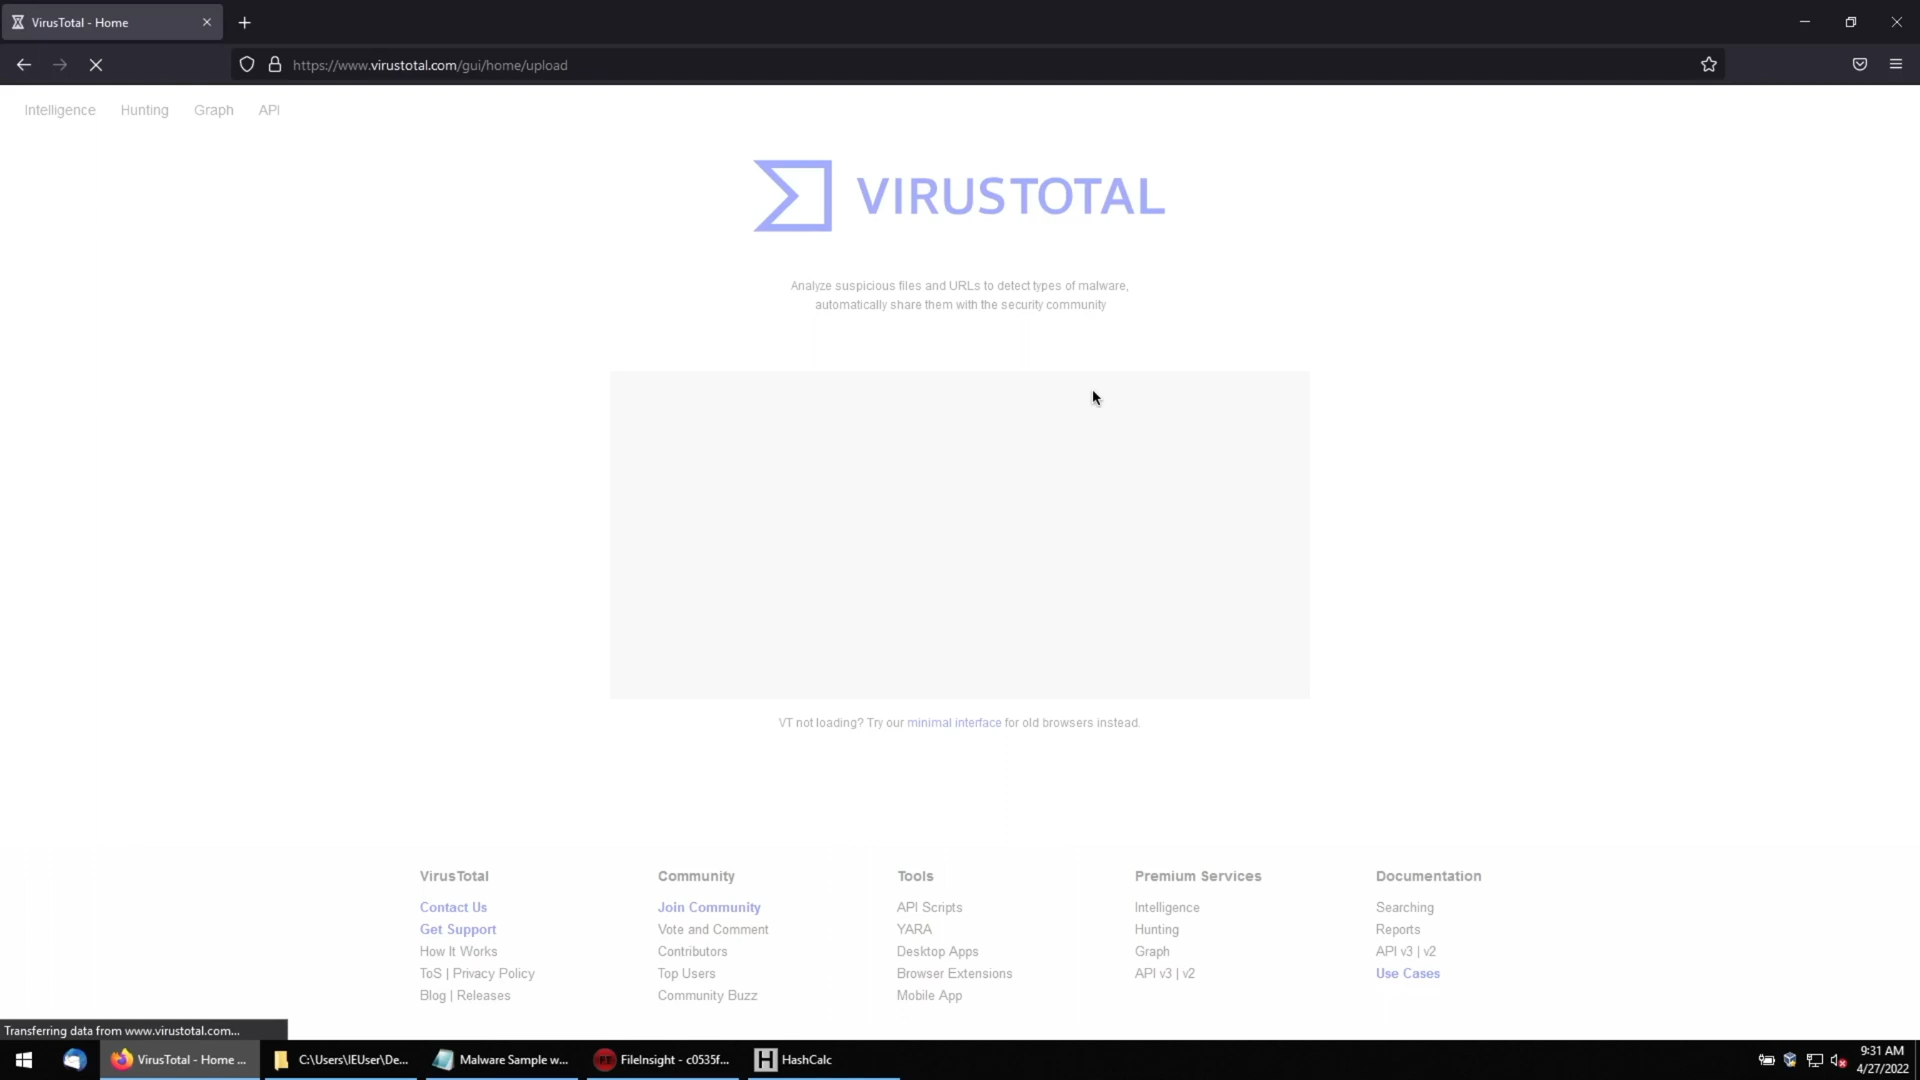 VirusTotal - Home
https://www.virustotal.com/gui/home/upload
Intelligence Hunting Graph API
VIRUSTOTAL
Analyze suspicious files and URLs to detect types of malware,
automatically share them with the security community
VT not loading? Try our minimal interface for old browsers instead.
VirusTotal Community Tools Premium Services Documentation
Contact Us Join Community API Scripts Intelligence Searching
Get Support Vote and Comment YARA Hunting Reports
How It Works Contributors Desktop Apps Graph API v3 | v2
ToS | Privacy Policy Top Users Browser Extensions API v3 | v2 Use Cases
Blog | Releases Community Buzz Mobile App
Transferring data from www.virustotal.com...
VirusTotal - Home ... C:\Users\IEUser\De... Malware Sample w... FileInsight - c0535f... H HashCalc
9:31 AM
4/27/2022